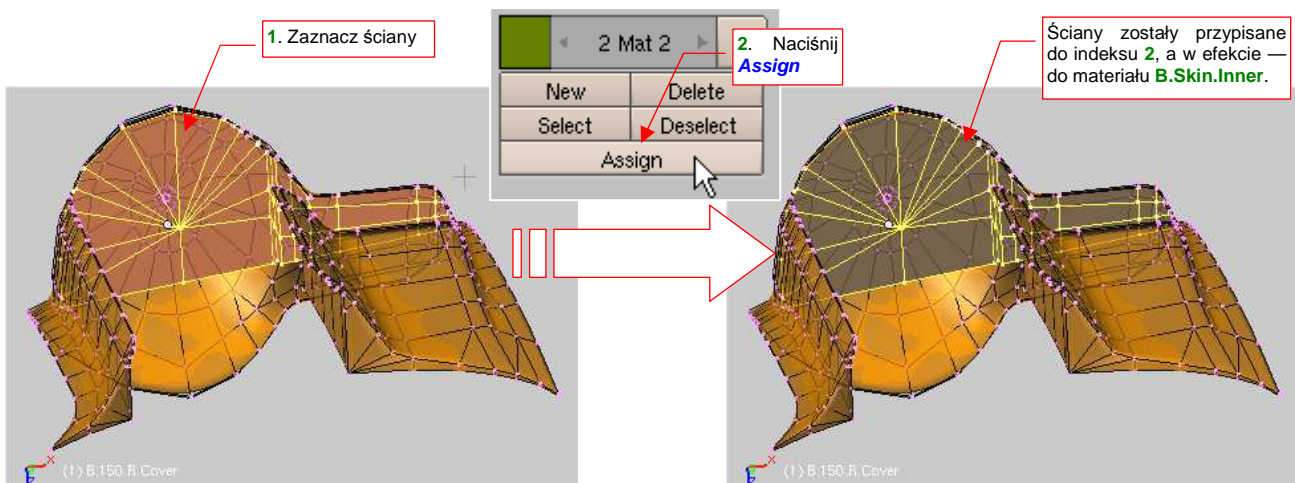 1. Zaznacz ściany
2 Mat 2
2. Naciśnij
Assign
New Delete
Select Deselect
Assign
Ściany zostały przypisane
do indeksu 2, a w efekcie —
do materiału B.Skin.Inner.
x
z
(1) B.150.R.Cover
x
z
(1) B.150.R.Cover